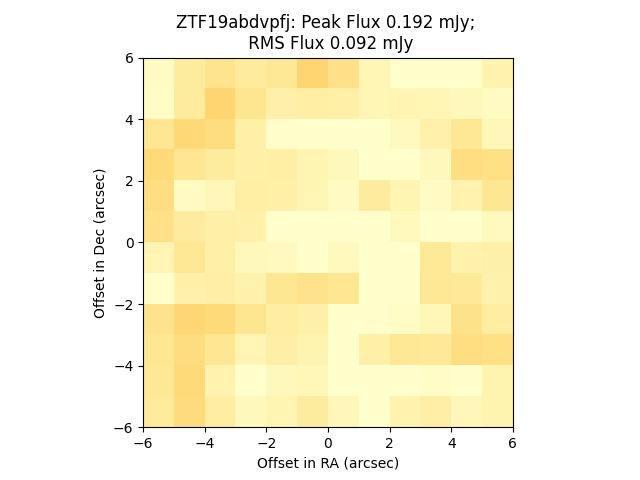 ZTF19abdvpfj: Peak Flux 0.192 mJy;
RMS Flux 0.092 mJy
6
4
2
0
−2
−4
−6
Offset in Dec (arcsec)
−6 −4 −2 0 2 4 6
Offset in RA (arcsec)